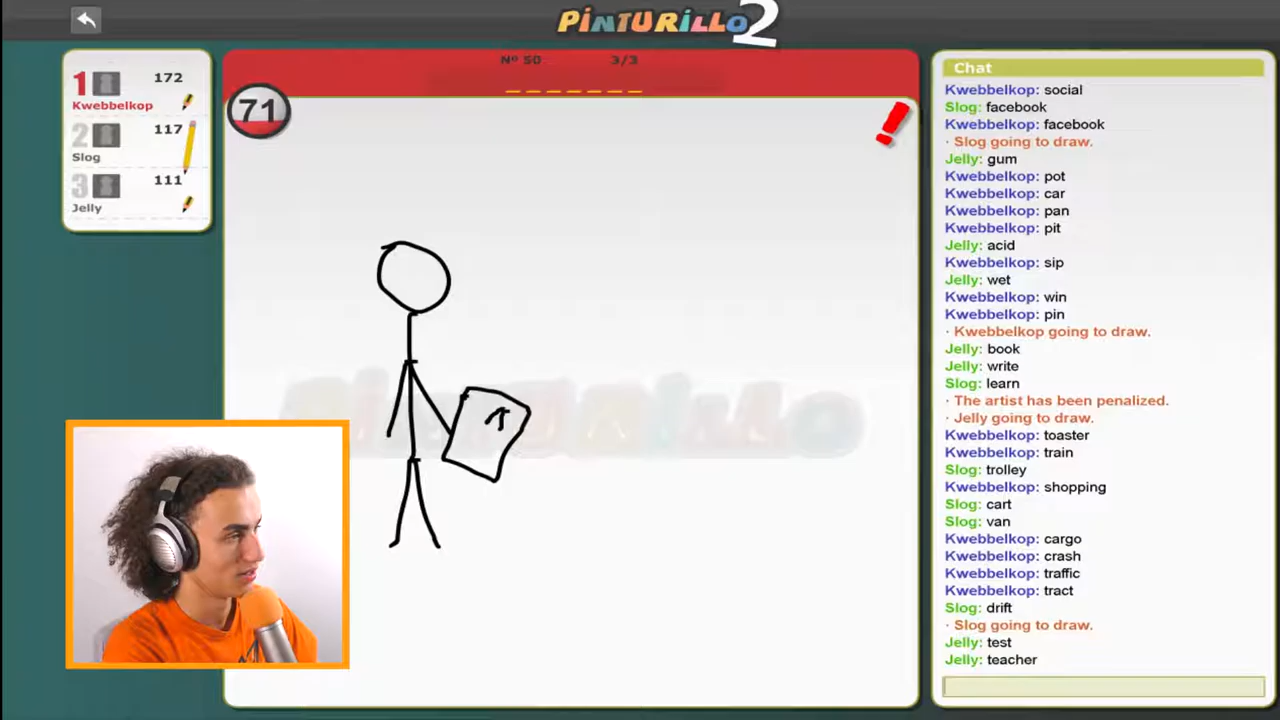 PINTURILLO 2
Nº 50 3/3
71
1 172
Kwebbelkop
2 117
Slog
3 111
Jelly
PINTURILLO
Chat
Kwebbelkop: social
Slog: facebook
Kwebbelkop: facebook
· Slog going to draw.
Jelly: gum
Kwebbelkop: pot
Kwebbelkop: car
Kwebbelkop: pan
Kwebbelkop: pit
Jelly: acid
Kwebbelkop: sip
Jelly: wet
Kwebbelkop: win
Kwebbelkop: pin
· Kwebbelkop going to draw.
Jelly: book
Jelly: write
Slog: learn
· The artist has been penalized.
· Jelly going to draw.
Kwebbelkop: toaster
Kwebbelkop: train
Slog: trolley
Kwebbelkop: shopping
Slog: cart
Slog: van
Kwebbelkop: cargo
Kwebbelkop: crash
Kwebbelkop: traffic
Kwebbelkop: tract
Slog: drift
· Slog going to draw.
Jelly: test
Jelly: teacher